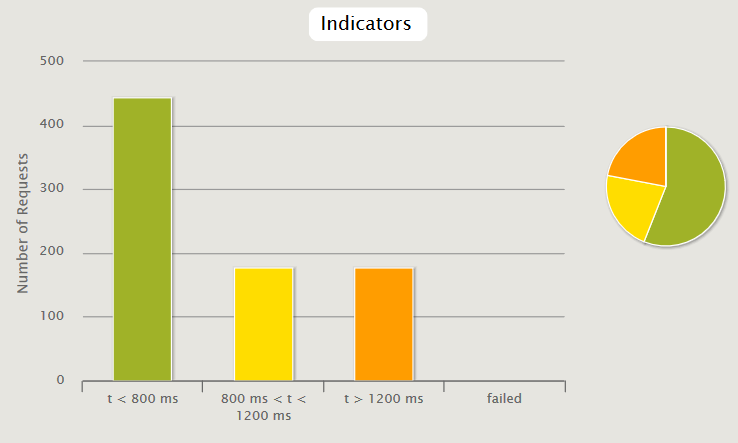 Indicators
Number of Requests
500
400
300
200
100
0
t < 800 ms
800 ms < t <
1200 ms
t > 1200 ms
failed